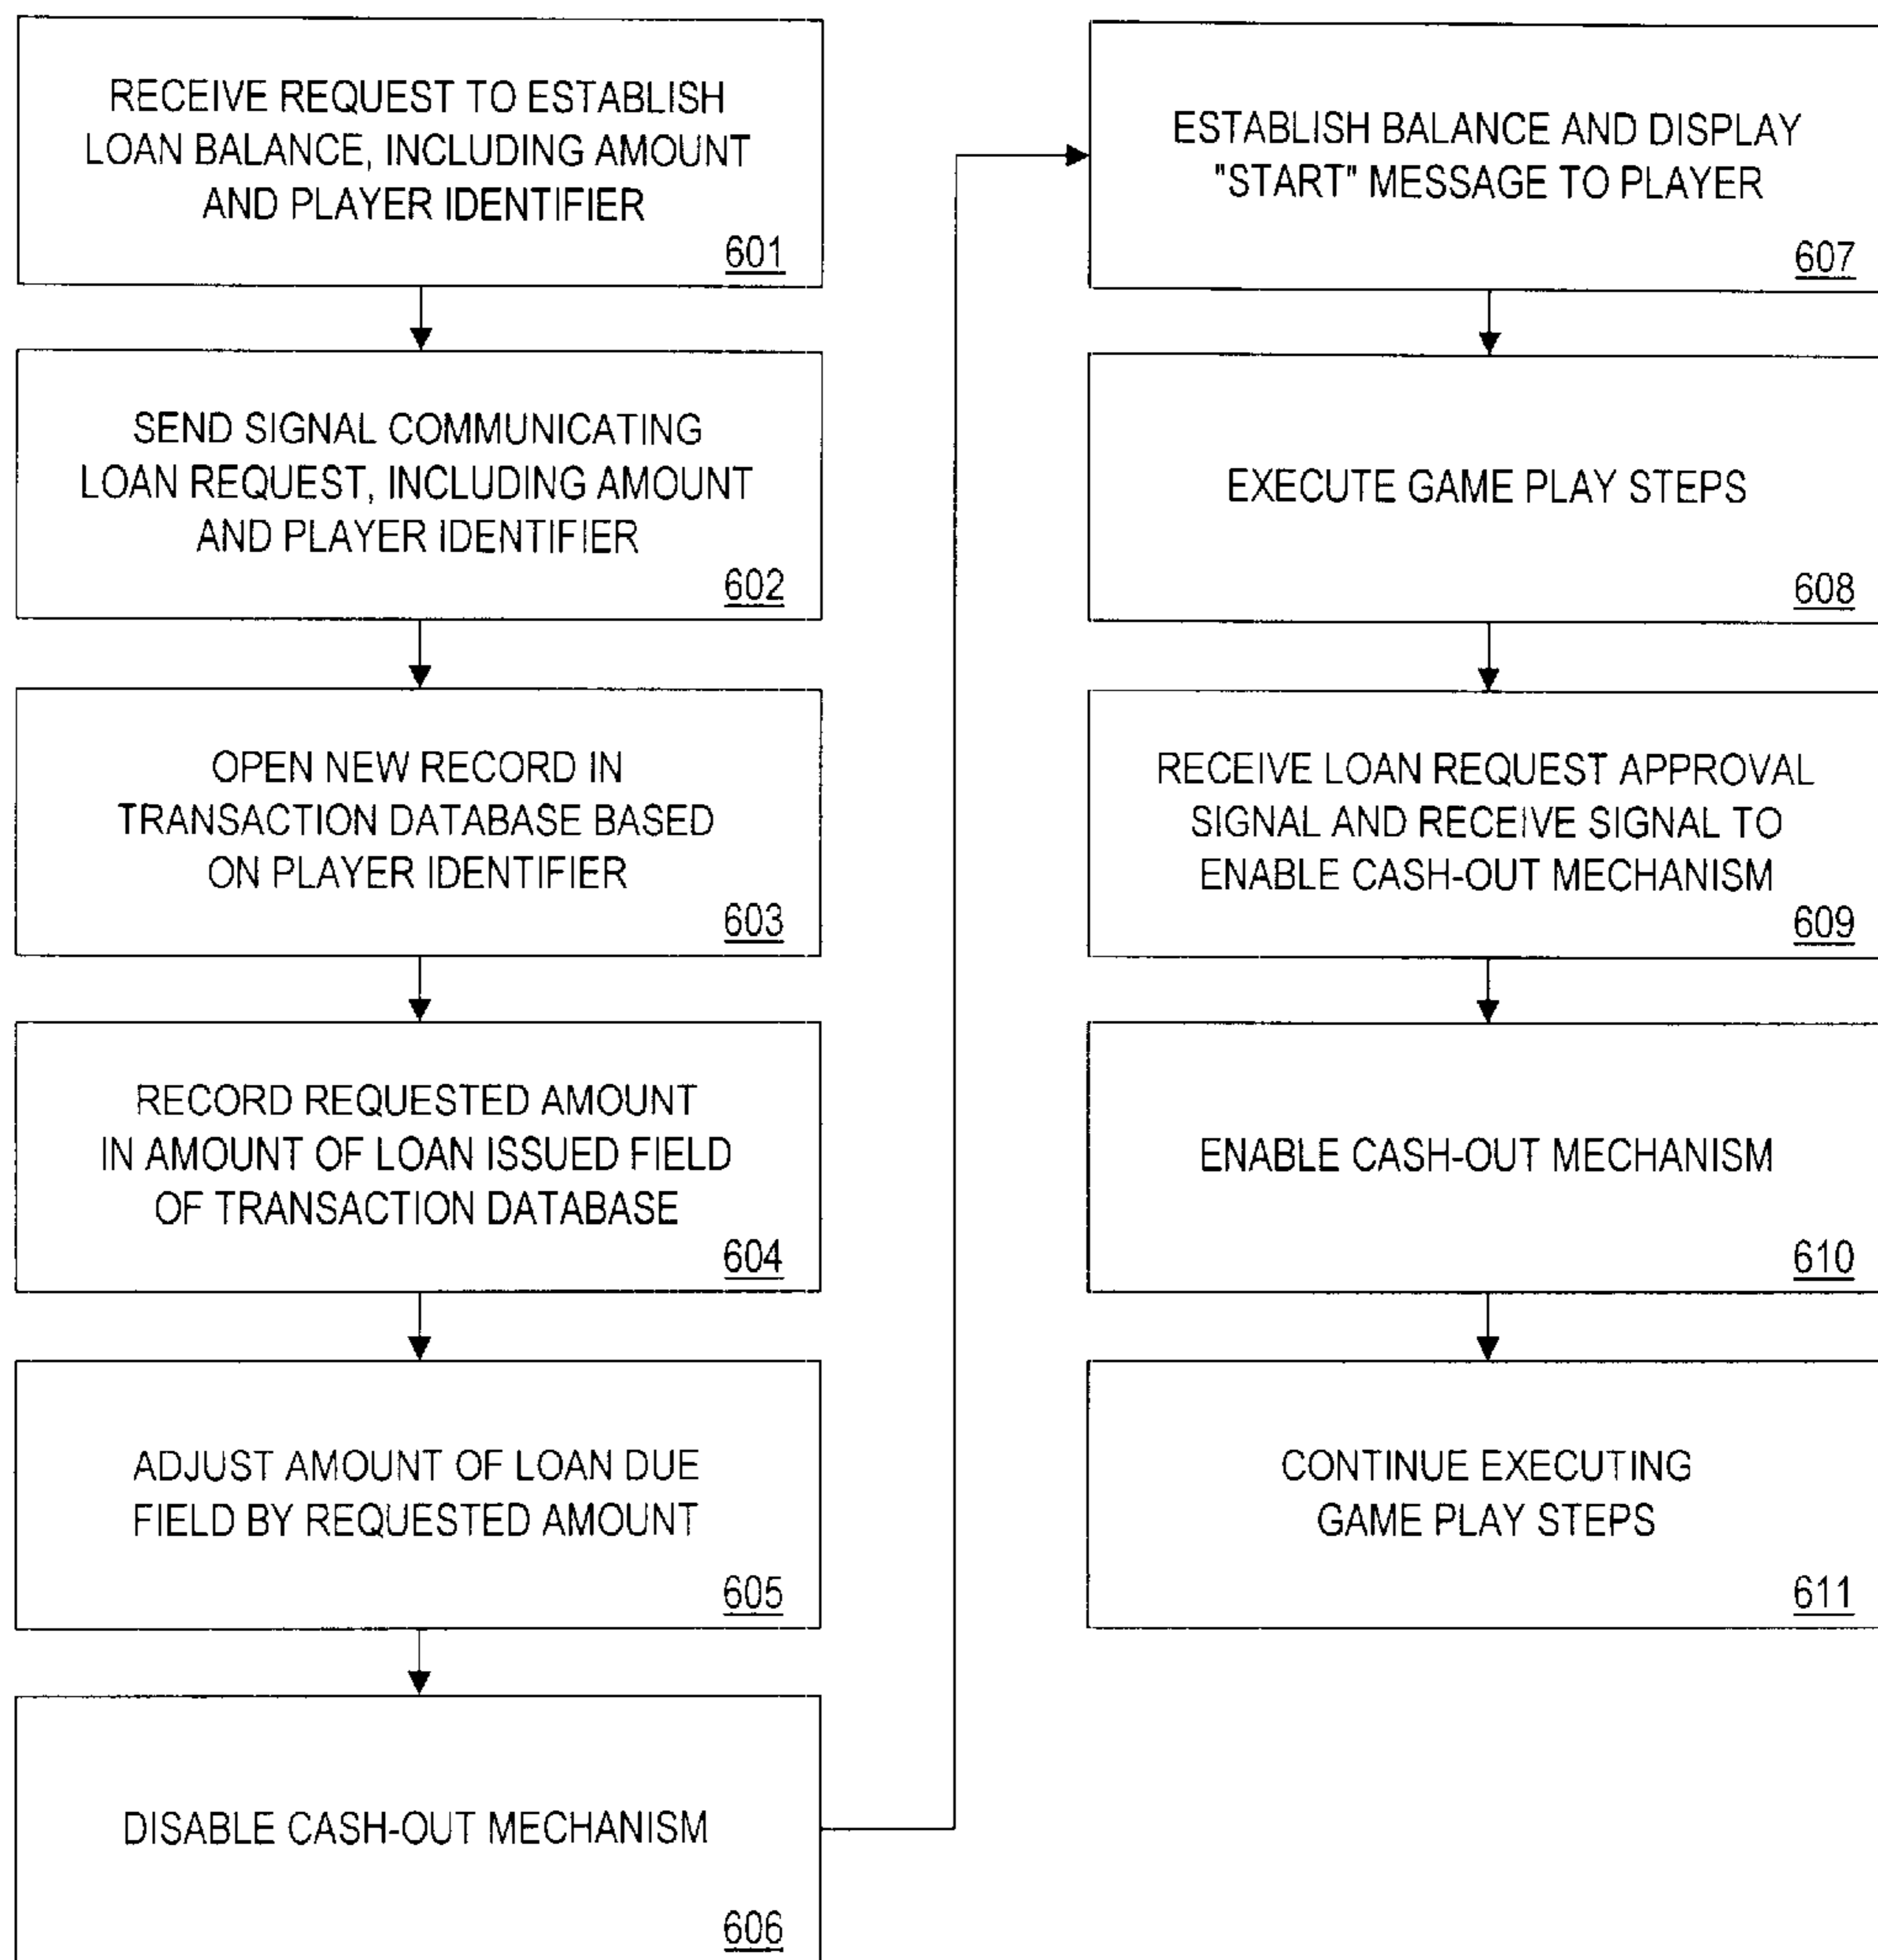 RECEIVE REQUEST TO ESTABLISH
LOAN BALANCE, INCLUDING AMOUNT
AND PLAYER IDENTIFIER
601
SEND SIGNAL COMMUNICATING
LOAN REQUEST, INCLUDING AMOUNT
AND PLAYER IDENTIFIER
602
OPEN NEW RECORD IN
TRANSACTION DATABASE BASED
ON PLAYER IDENTIFIER
603
RECORD REQUESTED AMOUNT
IN AMOUNT OF LOAN ISSUED FIELD
OF TRANSACTION DATABASE
604
ADJUST AMOUNT OF LOAN DUE
FIELD BY REQUESTED AMOUNT
605
DISABLE CASH-OUT MECHANISM
606
ESTABLISH BALANCE AND DISPLAY
"START" MESSAGE TO PLAYER
607
EXECUTE GAME PLAY STEPS
608
RECEIVE LOAN REQUEST APPROVAL
SIGNAL AND RECEIVE SIGNAL TO
ENABLE CASH-OUT MECHANISM
609
ENABLE CASH-OUT MECHANISM
610
CONTINUE EXECUTING
GAME PLAY STEPS
611